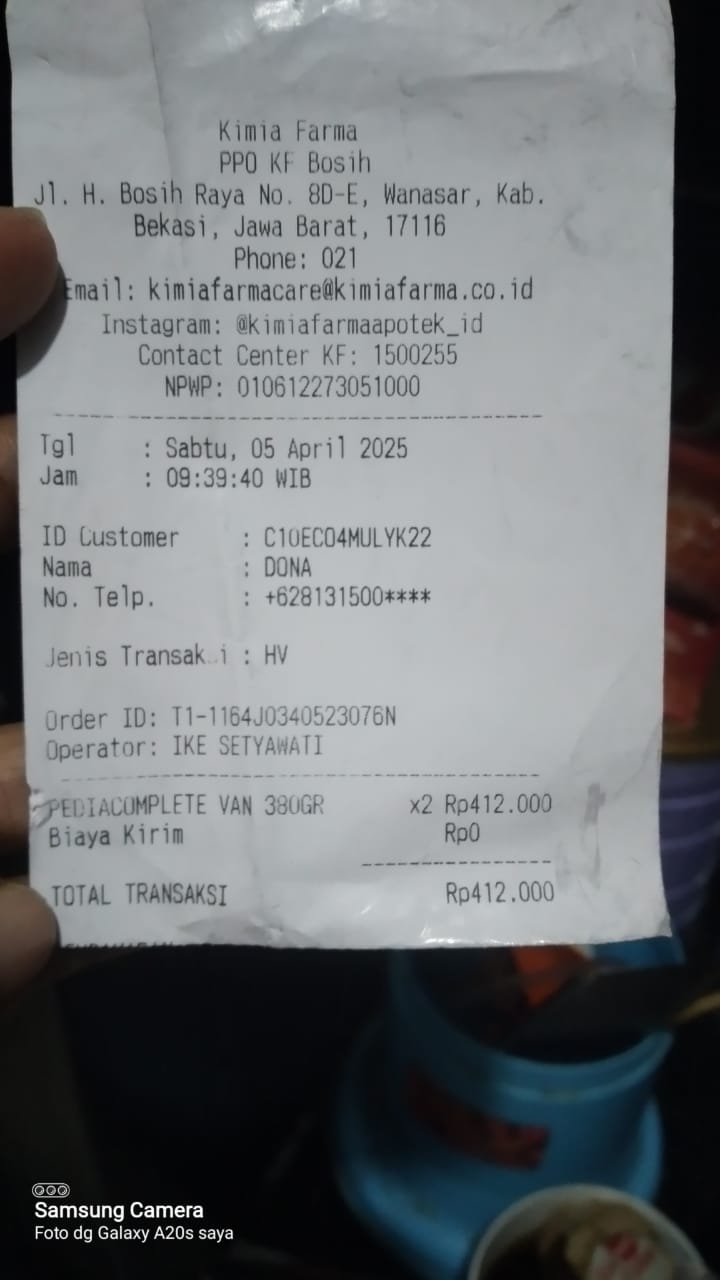 Kimia Farma
PPO KF Bosih
Jl. H. Bosih Raya No. 8D-E, Wanasar, Kab.
Bekasi, Jawa Barat, 17116
Phone: 021
Email: kimiafarmacare@kimiafarma.co.id
Instagram: @kimiafarmaapotek_id
Contact Center KF: 1500255
NPWP: 010612273051000
Tgl : Sabtu, 05 April 2025
Jam : 09:39:40 WIB
ID Customer : C10EC04MULYK22
Nama : DONA
No. Telp. : +628131500****
Jenis Transaksi : HV
Order ID: T1-1164J0340523076N
Operator: IKE SETYAWATI
PEDIACOMPLETE VAN 380GR x2 Rp412.000
Biaya Kirim Rp0
TOTAL TRANSAKSI Rp412.000
Samsung Camera
Foto dg Galaxy A20s saya